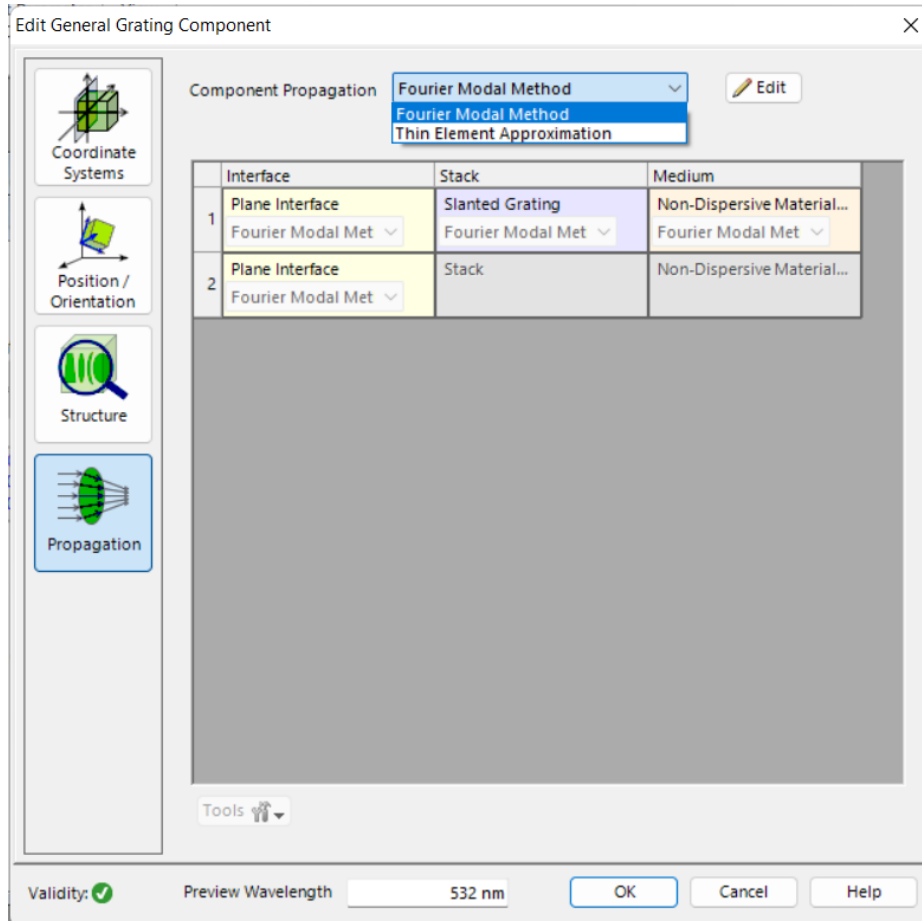 Edit General Grating Component
Component Propagation Fourier Modal Method Edit
Fourier Modal Method
Thin Element Approximation
Coordinate
Systems
Position /
Orientation
Structure
Propagation
Interface Stack Medium
1 Plane Interface Slanted Grating Non-Dispersive Material...
Fourier Modal Met Fourier Modal Met Fourier Modal Met
2 Plane Interface Stack Non-Dispersive Material...
Fourier Modal Met
Tools
Validity: Preview Wavelength 532 nm OK Cancel Help